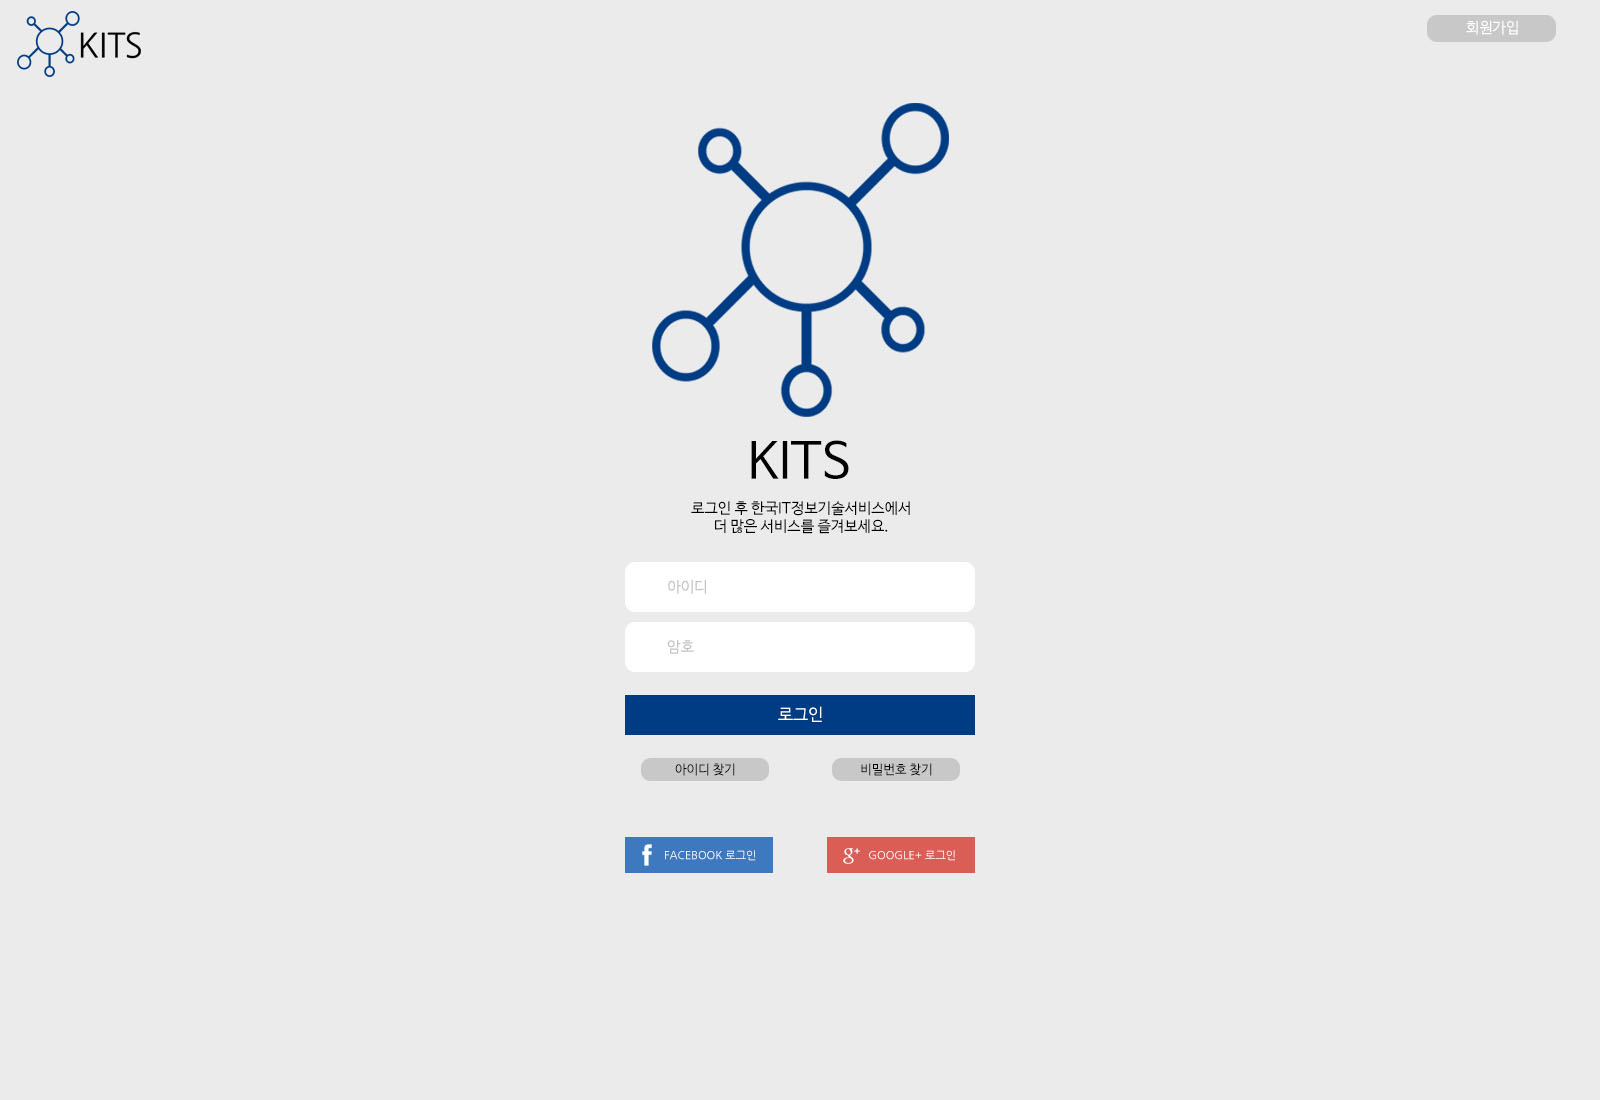 KITS
회원가입
KITS
로그인 후 한국IT정보기술서비스에서
더 많은 서비스를 즐겨보세요.
아이디
암호
로그인
아이디 찾기
비밀번호 찾기
f FACEBOOK 로그인
g+ GOOGLE+ 로그인